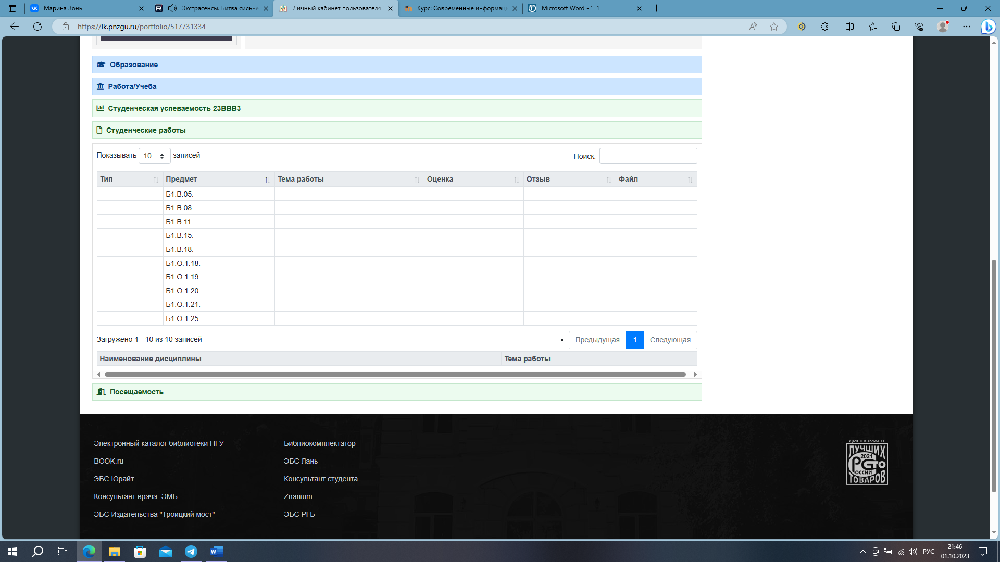 Марина Зонь
Экстрасенсы. Битва сильне
Личный кабинет пользователя
Курс: Современные информаци
Microsoft Word - ¨_1
https://lk.pnzgu.ru/portfolio/517731334
Образование
Работа/Учеба
Студенческая успеваемость 23ВВВ3
Студенческие работы
Показывать 10 записей
Поиск:
Тип Предмет Тема работы Оценка Отзыв Файл
Б1.В.05.
Б1.В.08.
Б1.В.11.
Б1.В.15.
Б1.В.18.
Б1.О.1.18.
Б1.О.1.19.
Б1.О.1.20.
Б1.О.1.21.
Б1.О.1.25.
Загружено 1 - 10 из 10 записей
Предыдущая 1 Следующая
Наименование дисциплины Тема работы
Посещаемость
Электронный каталог библиотеки ПГУ
BOOK.ru
ЭБС Юрайт
Консультант врача. ЭМБ
ЭБС Издательства "Троицкий мост"
Библиокомплектатор
ЭБС Лань
Консультант студента
Znanium
ЭБС РГБ
ДИПЛОМАНТ
ЛУЧШИХ
2021
СТО
РОССИИ
ТОВАРОВ
РУС
21:46
01.10.2023